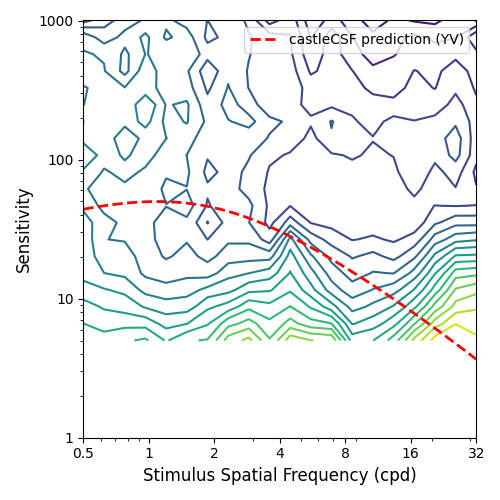 castleCSF prediction (YV)
1000
100
10
1
Sensitivity
0.5 1 2 4 8 16 32
Stimulus Spatial Frequency (cpd)